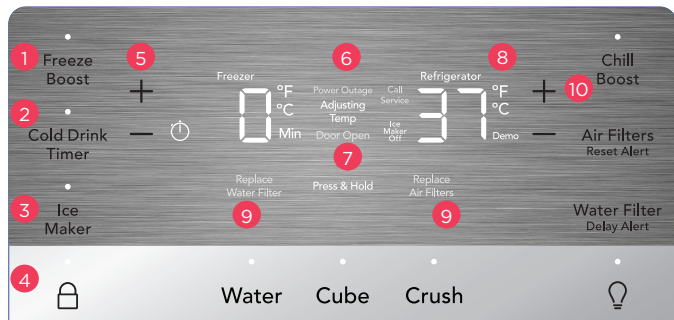 1
Freeze
Boost
5
+
−
2
Cold Drink
Timer
3
Ice
Maker
4
Freezer
0
°F
°C
Min
6
Power Outage
Adjusting
Temp
Door Open
7
Press & Hold
Call
Service
Ice
Maker
Off
8
Refrigerator
37
°F
°C
Demo
Replace
Water Filter
9
Replace
Air Filters
9
+
−
10
Chill
Boost
Air Filters
Reset Alert
Water Filter
Delay Alert
Water
Cube
Crush